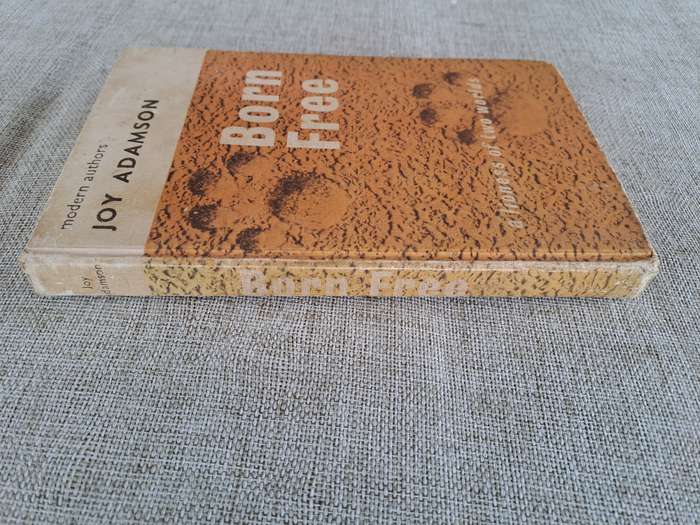 modern authors
JOY ADAMSON
Born
Free
a lioness of two worlds
Joy
Adamson
Born Free